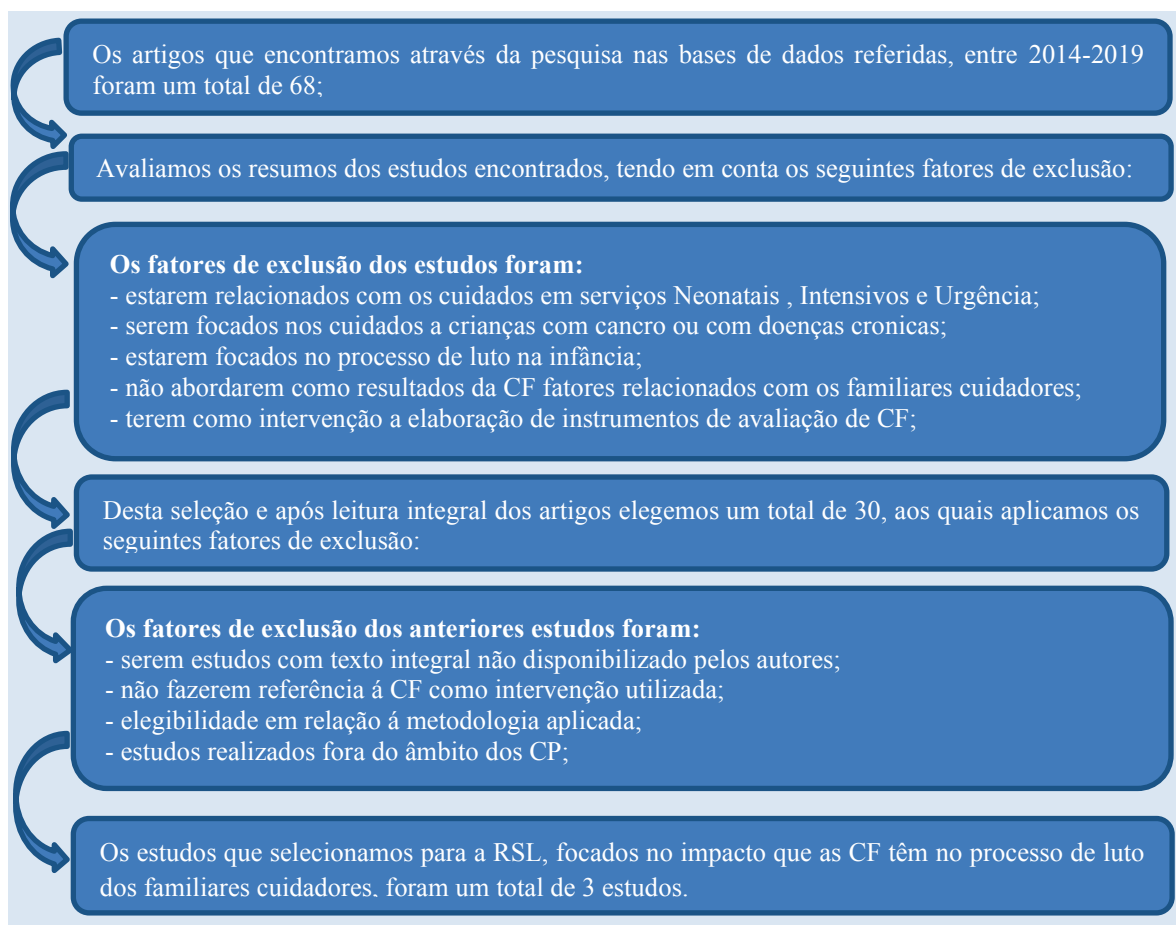 Os artigos que encontramos através da pesquisa nas bases de dados referidas, entre 2014-2019
foram um total de 68;
Avaliamos os resumos dos estudos encontrados, tendo em conta os seguintes fatores de exclusão:
Os fatores de exclusão dos estudos foram:
- estarem relacionados com os cuidados em serviços Neonatais , Intensivos e Urgência;
- serem focados nos cuidados a crianças com cancro ou com doenças cronicas;
- estarem focados no processo de luto na infância;
- não abordarem como resultados da CF fatores relacionados com os familiares cuidadores;
- terem como intervenção a elaboração de instrumentos de avaliação de CF;
Desta seleção e após leitura integral dos artigos elegemos um total de 30, aos quais aplicamos os
seguintes fatores de exclusão:
Os fatores de exclusão dos anteriores estudos foram:
- serem estudos com texto integral não disponibilizado pelos autores;
- não fazerem referência á CF como intervenção utilizada;
- elegibilidade em relação á metodologia aplicada;
- estudos realizados fora do âmbito dos CP;
Os estudos que selecionamos para a RSL, focados no impacto que as CF têm no processo de luto
dos familiares cuidadores, foram um total de 3 estudos.